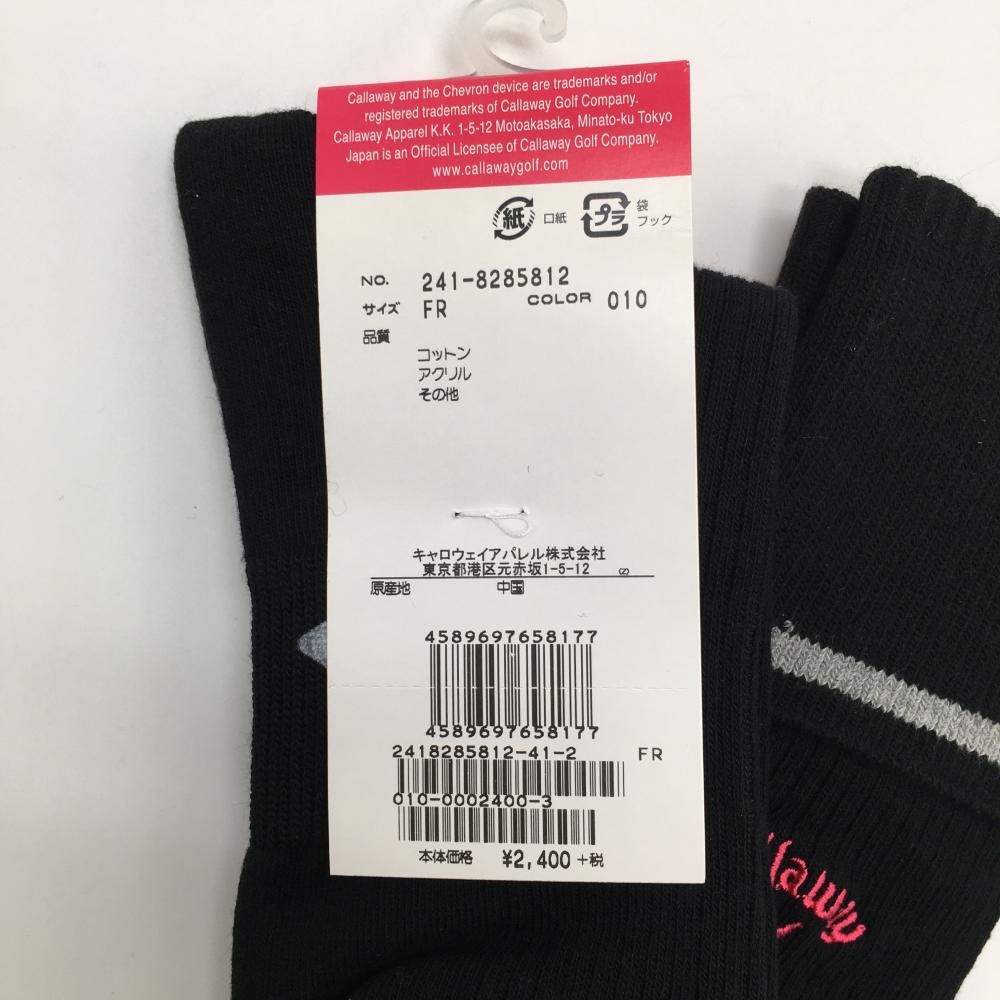 Callaway and the Chevron device are trademarks and/or
registered trademarks of Callaway Golf Company.
Callaway Apparel K.K. 1-5-12 Motoakasaka, Minato-ku Tokyo
Japan is an Official Licensee of Callaway Golf Company.
www.callawaygolf.com
紙 口紙 プラ 袋
フック
NO. 241-8285812
サイズ FR COLOR 010
品質
コットン
アクリル
その他
キャロウェイアパレル株式会社
東京都港区元赤坂1-5-12 (Z)
原産地 中国
4589697658177
4589697658177
2418285812-41-2 FR
010-0002400-3
本体価格 ¥2,400+税